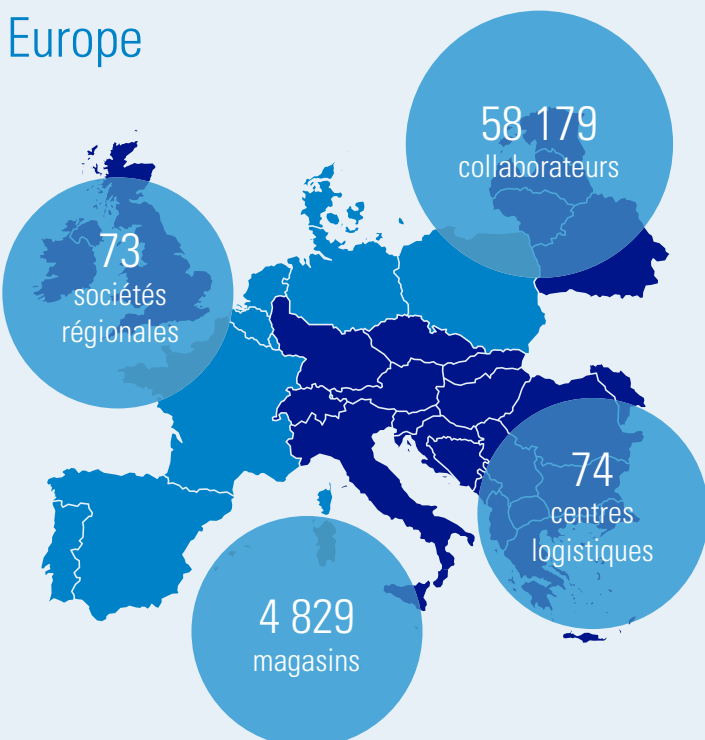 Europe
58 179
collaborateurs
73
sociétés
régionales
74
centres
logistiques
4 829
magasins